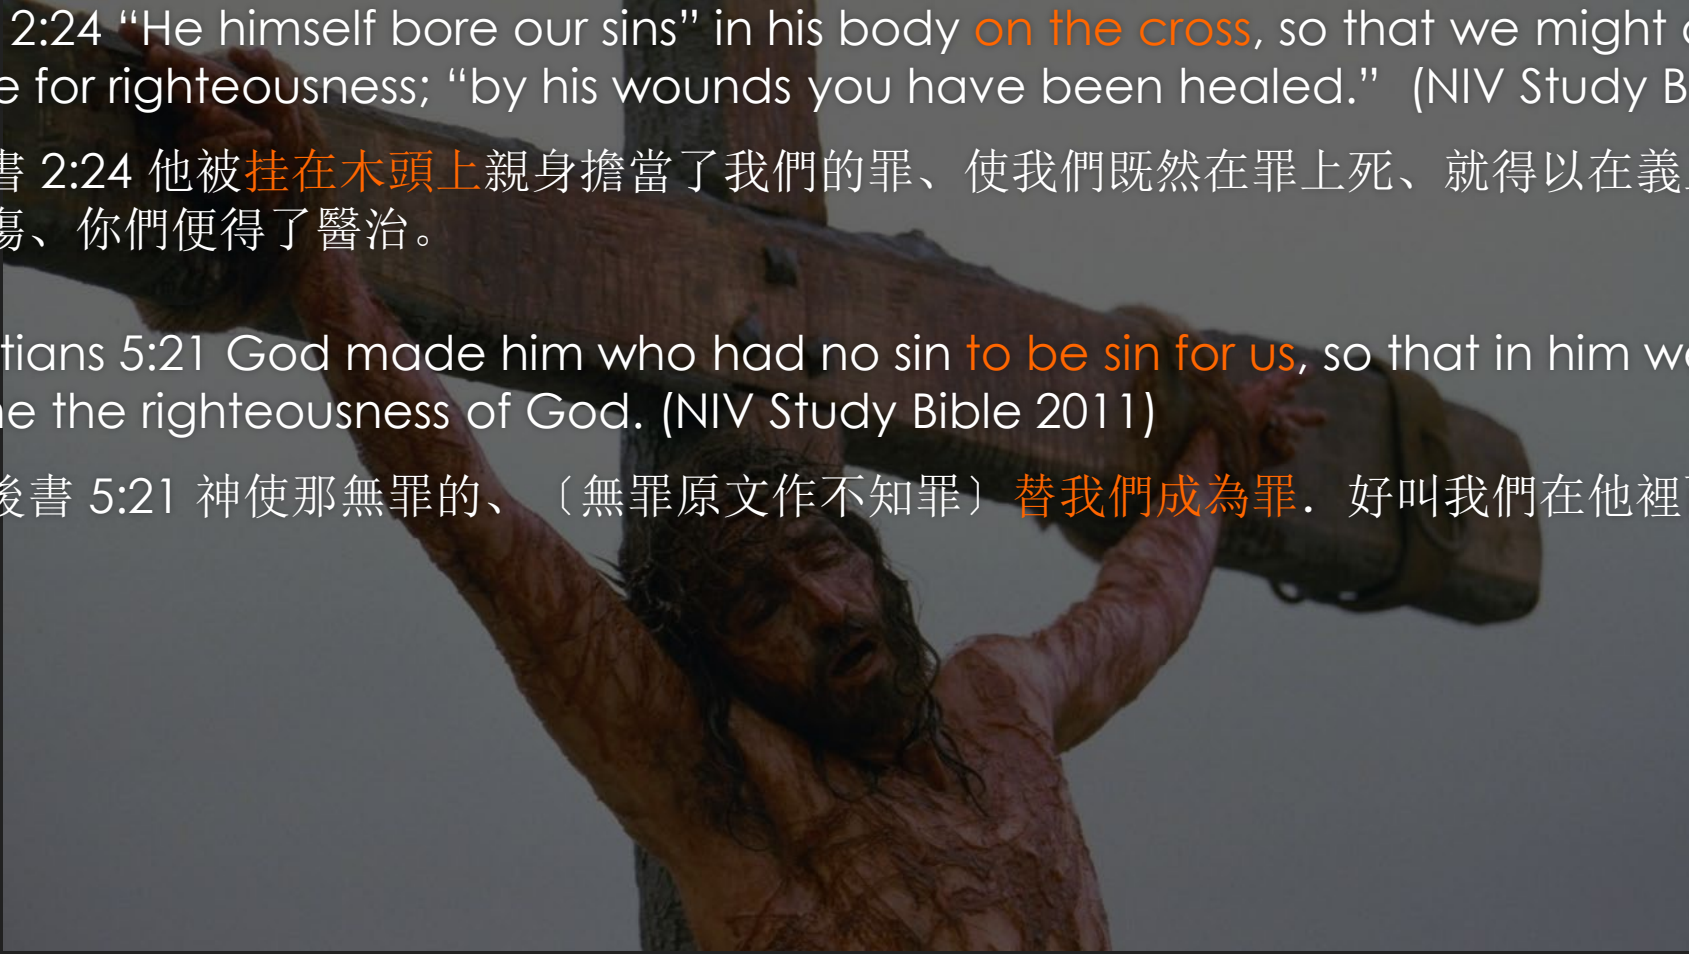 2:24 “He himself bore our sins” in his body on the cross, so that we might
for righteousness; “by his wounds you have been healed.” (NIV Study
書 2:24 他被挂在木頭上親身擔當了我們的罪、使我們既然在罪上死、就得以在義
傷、你們便得了醫治。
tians 5:21 God made him who had no sin to be sin for us, so that in him we
the righteousness of God. (NIV Study Bible 2011)
後書 5:21 神使那無罪的、〔無罪原文作不知罪〕替我們成為罪．好叫我們在他裡